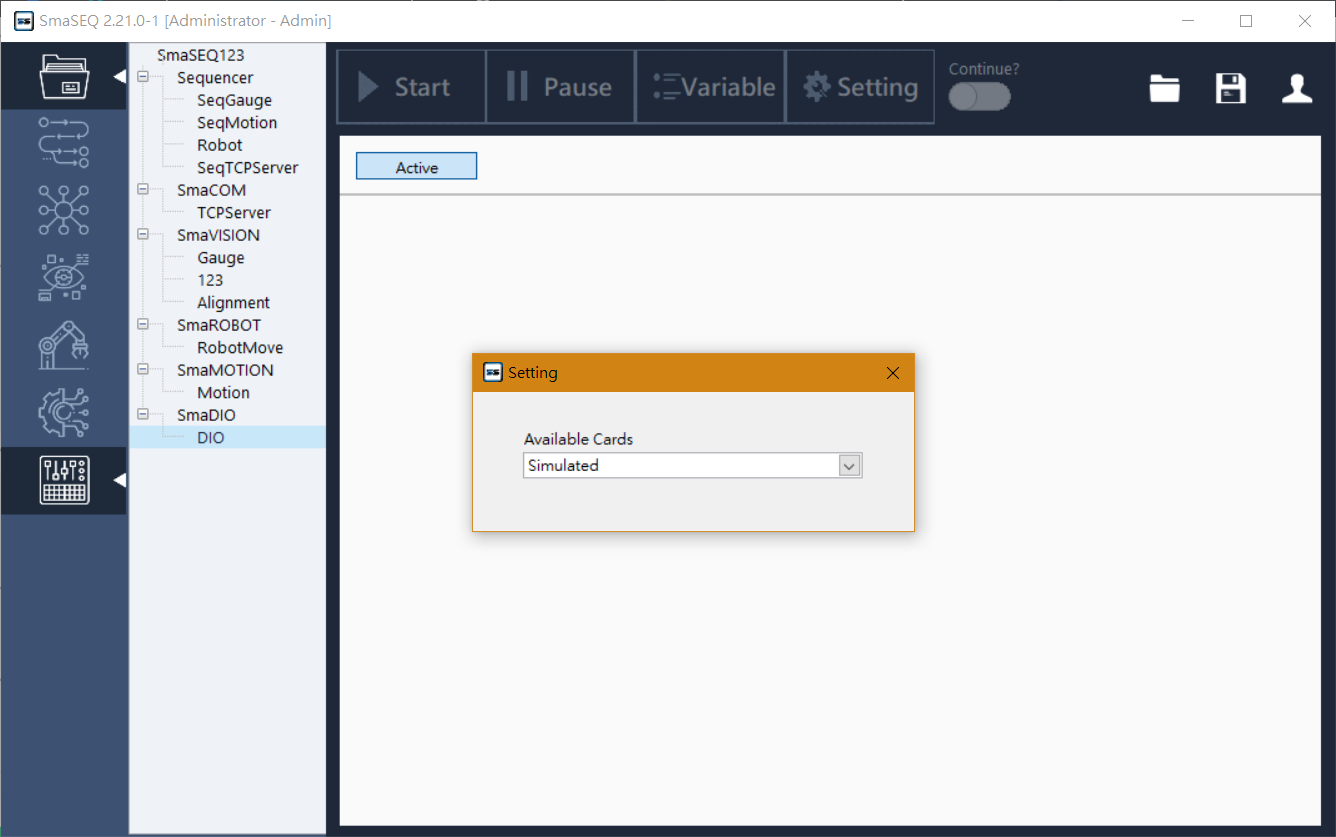 SmaSEQ 2.21.0-1 [Administrator - Admin]
SmaSEQ123
Sequencer
SeqGauge
SeqMotion
Robot
SeqTCPServer
SmaCOM
TCPServer
SmaVISION
Gauge
123
Alignment
SmaROBOT
RobotMove
SmaMOTION
Motion
SmaDIO
DIO
Start
Pause
Variable
Setting
Continue?
Active
Setting
Available Cards
Simulated